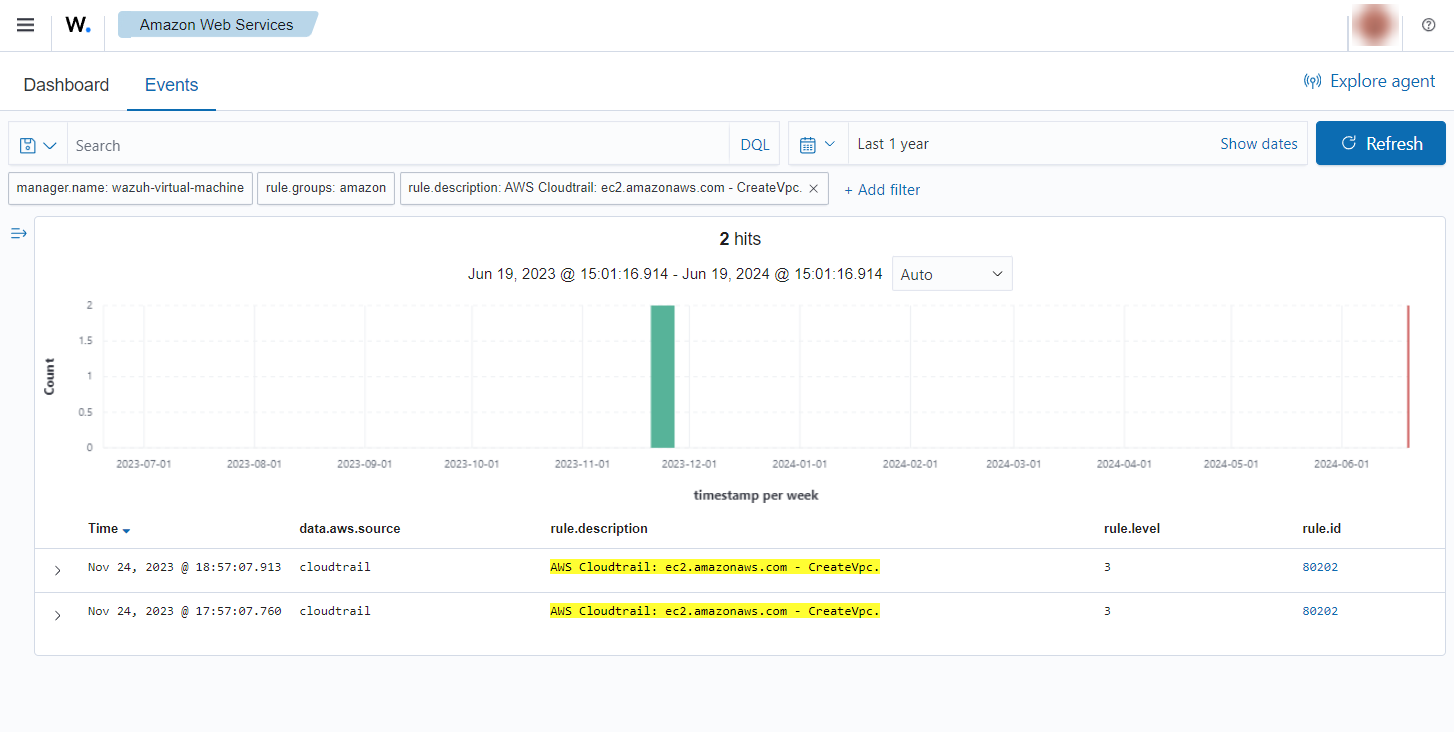 W.
Amazon Web Services
Dashboard
Events
Explore agent
Search
DQL
Last 1 year
Show dates
Refresh
manager.name: wazuh-virtual-machine
rule.groups: amazon
rule.description: AWS Cloudtrail: ec2.amazonaws.com - CreateVpc.
+ Add filter
2 hits
Jun 19, 2023 @ 15:01:16.914 - Jun 19, 2024 @ 15:01:16.914
Auto
2
1.5
1
0.5
0
Count
2023-07-01 2023-08-01 2023-09-01 2023-10-01 2023-11-01 2023-12-01 2024-01-01 2024-02-01 2024-03-01 2024-04-01 2024-05-01 2024-06-01
timestamp per week
Time data.aws.source rule.description rule.level rule.id
Nov 24, 2023 @ 18:57:07.913 cloudtrail AWS Cloudtrail: ec2.amazonaws.com - CreateVpc. 3 80202
Nov 24, 2023 @ 17:57:07.760 cloudtrail AWS Cloudtrail: ec2.amazonaws.com - CreateVpc. 3 80202